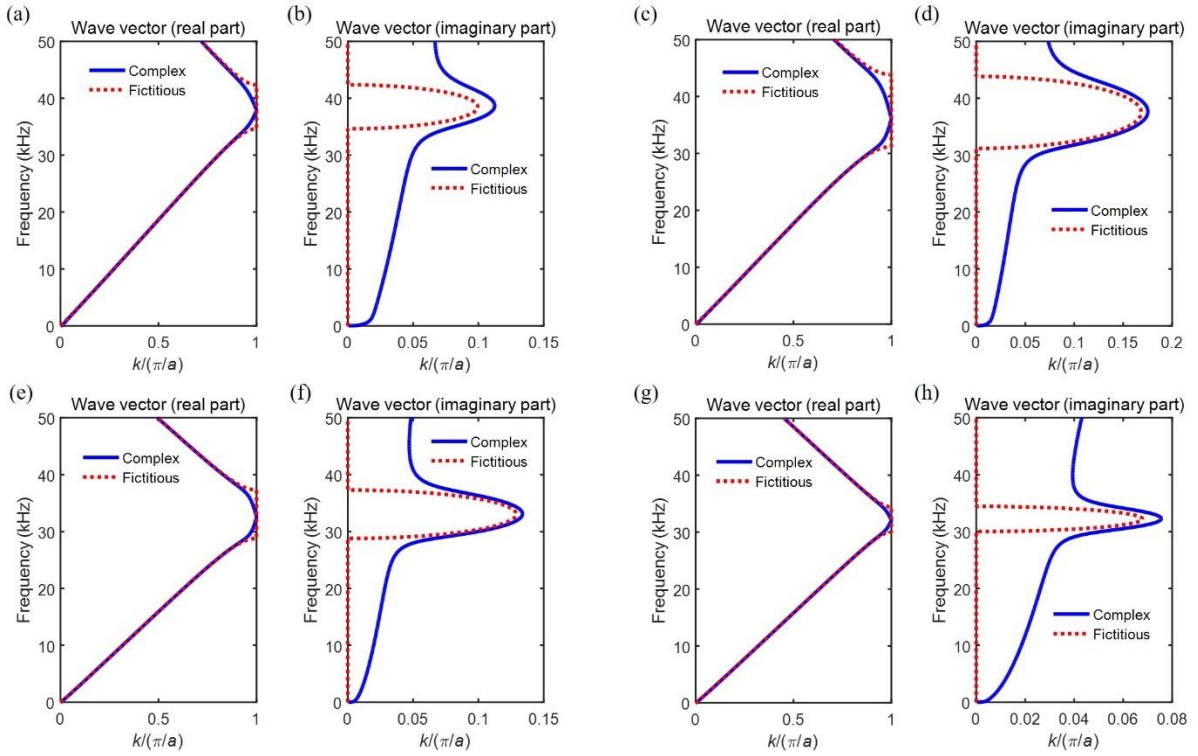 (a)
Wave vector (real part)
50
40
30
20
10
0
Frequency (kHz)
Complex
Fictitious
0 0.5 1
k/(π/a)
(b)
Wave vector (imaginary part)
50
40
30
20
10
0
Frequency (kHz)
Complex
Fictitious
0 0.05 0.1 0.15
k/(π/a)
(c)
Wave vector (real part)
50
40
30
20
10
0
Frequency (kHz)
Complex
Fictitious
0 0.5 1
k/(π/a)
(d)
Wave vector (imaginary part)
50
40
30
20
10
0
Frequency (kHz)
Complex
Fictitious
0 0.05 0.1 0.15 0.2
k/(π/a)
(e)
Wave vector (real part)
50
40
30
20
10
0
Frequency (kHz)
Complex
Fictitious
0 0.5 1
k/(π/a)
(f)
Wave vector (imaginary part)
50
40
30
20
10
0
Frequency (kHz)
Complex
Fictitious
0 0.05 0.1 0.15
k/(π/a)
(g)
Wave vector (real part)
50
40
30
20
10
0
Frequency (kHz)
Complex
Fictitious
0 0.5 1
k/(π/a)
(h)
Wave vector (imaginary part)
50
40
30
20
10
0
Frequency (kHz)
Complex
Fictitious
0 0.02 0.04 0.06 0.08
k/(π/a)